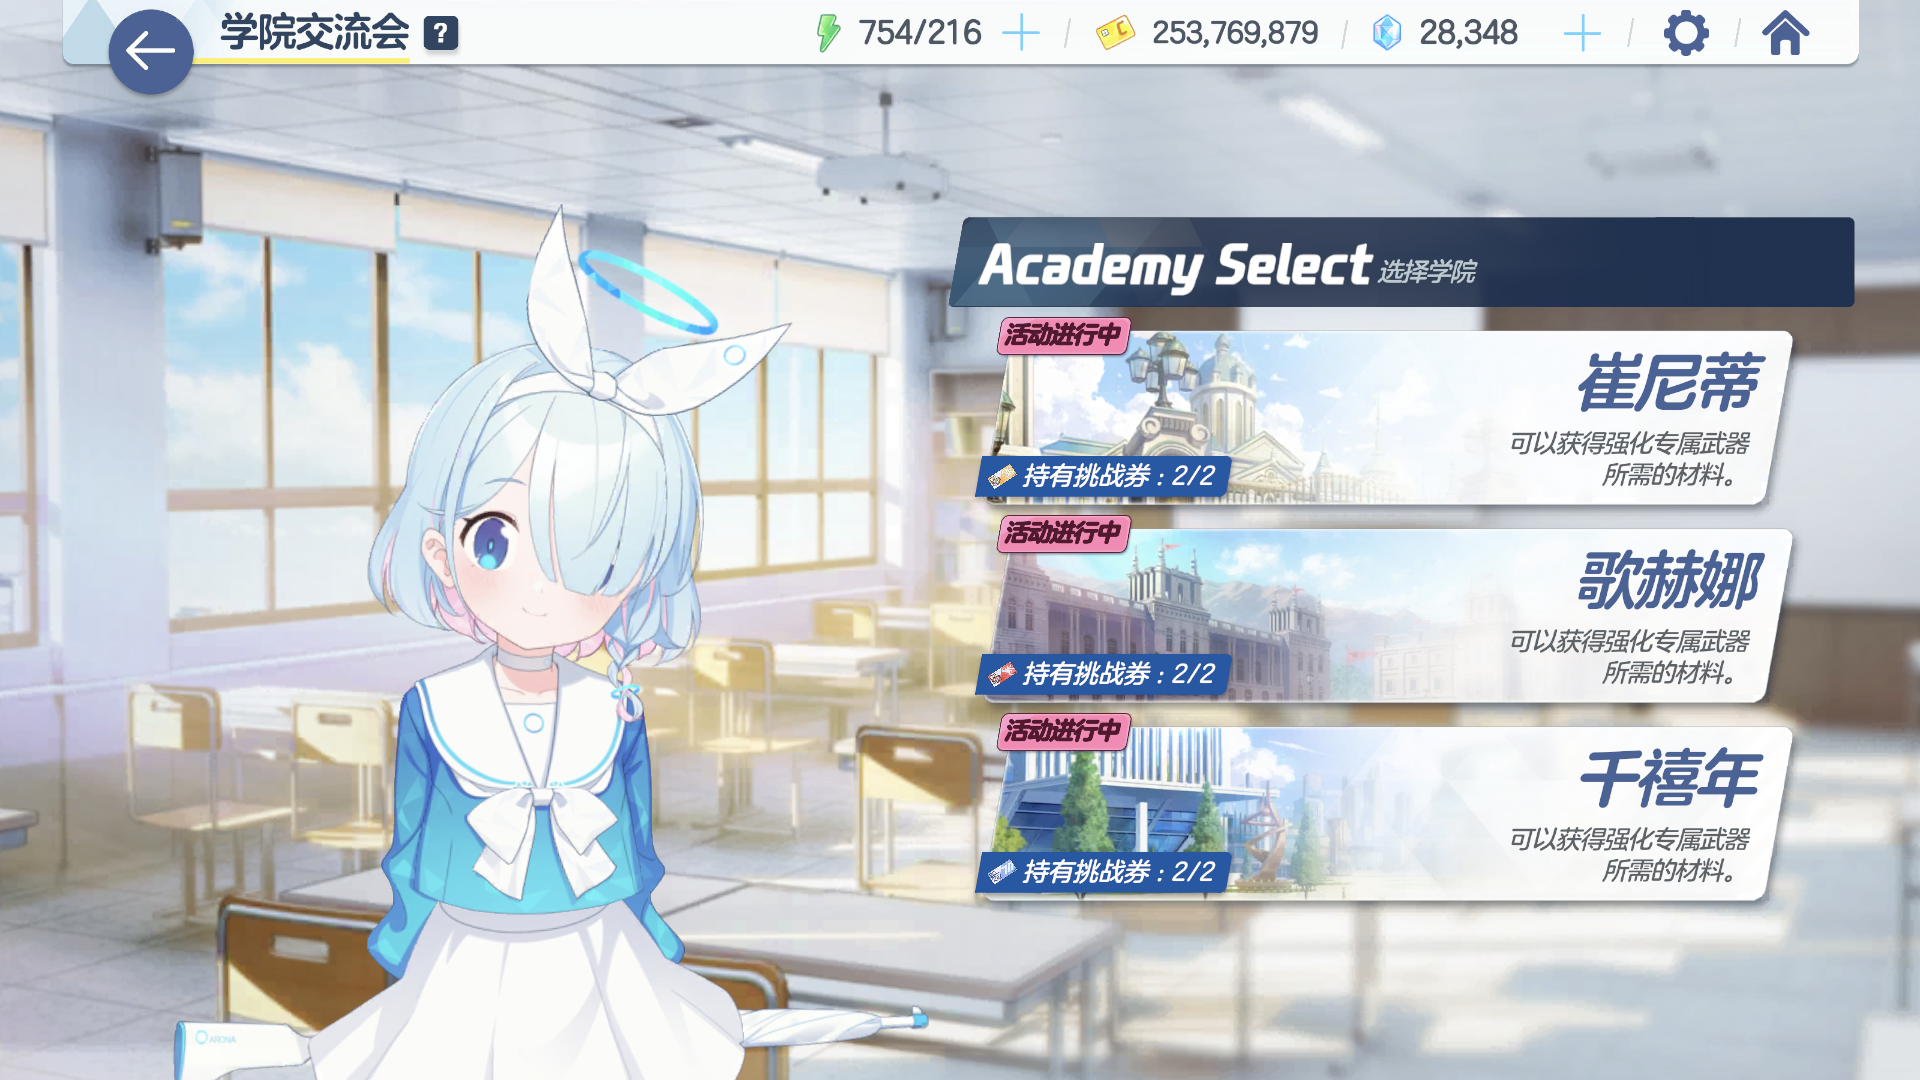 学院交流会 ?
754/216
253,769,879
28,348
Academy Select 选择学院
活动进行中
崔尼蒂
可以获得强化专属武器
所需的材料。
持有挑战券 : 2/2
活动进行中
歌赫娜
可以获得强化专属武器
所需的材料。
持有挑战券 : 2/2
活动进行中
千禧年
可以获得强化专属武器
所需的材料。
持有挑战券 : 2/2
ARONA